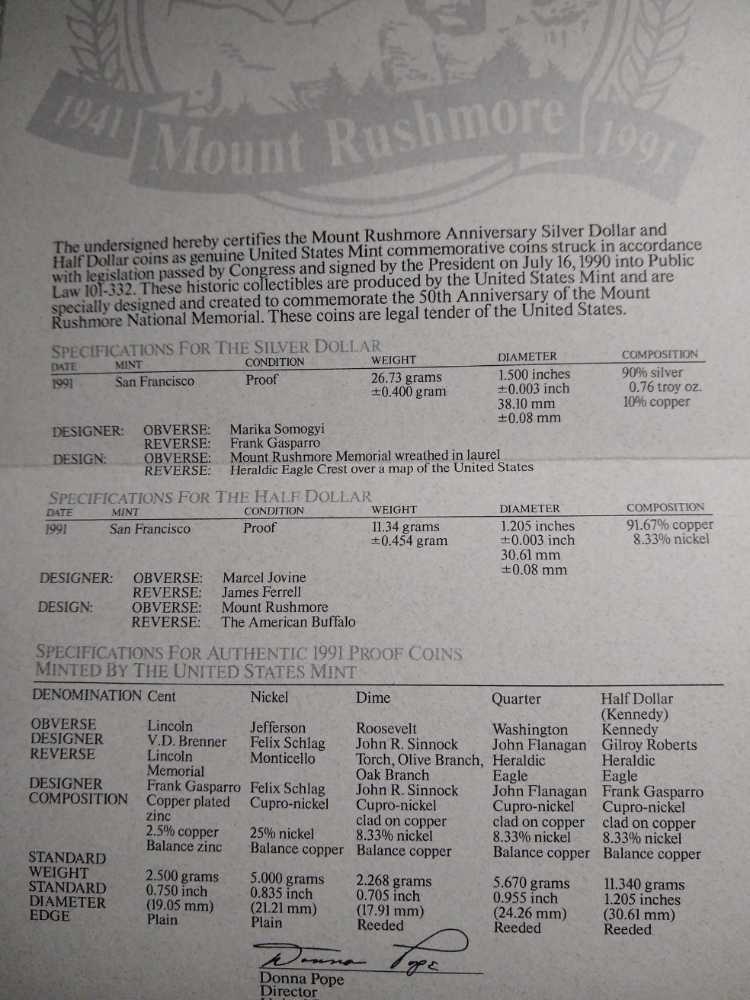 1941 Mount Rushmore 1991
The undersigned hereby certifies the Mount Rushmore Anniversary Silver Dollar and
Half Dollar coins as genuine United States Mint commemorative coins struck in accordance
with legislation passed by Congress and signed by the President on July 16, 1990 into Public
Law 101-332. These historic collectibles are produced by the United States Mint and are
specially designed and created to commemorate the 50th Anniversary of the Mount
Rushmore National Memorial. These coins are legal tender of the United States.
SPECIFICATIONS FOR THE SILVER DOLLAR
DATE MINT CONDITION WEIGHT DIAMETER COMPOSITION
1991 San Francisco Proof 26.73 grams 1.500 inches 90% silver
±0.400 gram ±0.003 inch 0.76 troy oz.
38.10 mm 10% copper
±0.08 mm
DESIGNER: OBVERSE: Marika Somogyi
REVERSE: Frank Gasparro
DESIGN: OBVERSE: Mount Rushmore Memorial wreathed in laurel
REVERSE: Heraldic Eagle Crest over a map of the United States
SPECIFICATIONS FOR THE HALF DOLLAR
DATE MINT CONDITION WEIGHT DIAMETER COMPOSITION
1991 San Francisco Proof 11.34 grams 1.205 inches 91.67% copper
±0.454 gram ±0.003 inch 8.33% nickel
30.61 mm
±0.08 mm
DESIGNER: OBVERSE: Marcel Jovine
REVERSE: James Ferrell
DESIGN: OBVERSE: Mount Rushmore
REVERSE: The American Buffalo
SPECIFICATIONS FOR AUTHENTIC 1991 PROOF COINS
MINTED BY THE UNITED STATES MINT
DENOMINATION Cent Nickel Dime Quarter Half Dollar
(Kennedy)
OBVERSE Lincoln Jefferson Roosevelt Washington Kennedy
DESIGNER V.D. Brenner Felix Schlag John R. Sinnock John Flanagan Gilroy Roberts
REVERSE Lincoln Monticello Torch, Olive Branch, Heraldic Heraldic
Memorial Oak Branch Eagle Eagle
DESIGNER Frank Gasparro Felix Schlag John R. Sinnock John Flanagan Frank Gasparro
COMPOSITION Copper plated Cupro-nickel Cupro-nickel Cupro-nickel Cupro-nickel
zinc clad on copper clad on copper clad on copper
2.5% copper 25% nickel 8.33% nickel 8.33% nickel 8.33% nickel
Balance zinc Balance copper Balance copper Balance copper Balance copper
STANDARD
WEIGHT 2.500 grams 5.000 grams 2.268 grams 5.670 grams 11.340 grams
STANDARD 0.750 inch 0.835 inch 0.705 inch 0.955 inch 1.205 inches
DIAMETER (19.05 mm) (21.21 mm) (17.91 mm) (24.26 mm) (30.61 mm)
EDGE Plain Plain Reeded Reeded Reeded
Donna Pope
Donna Pope
Director